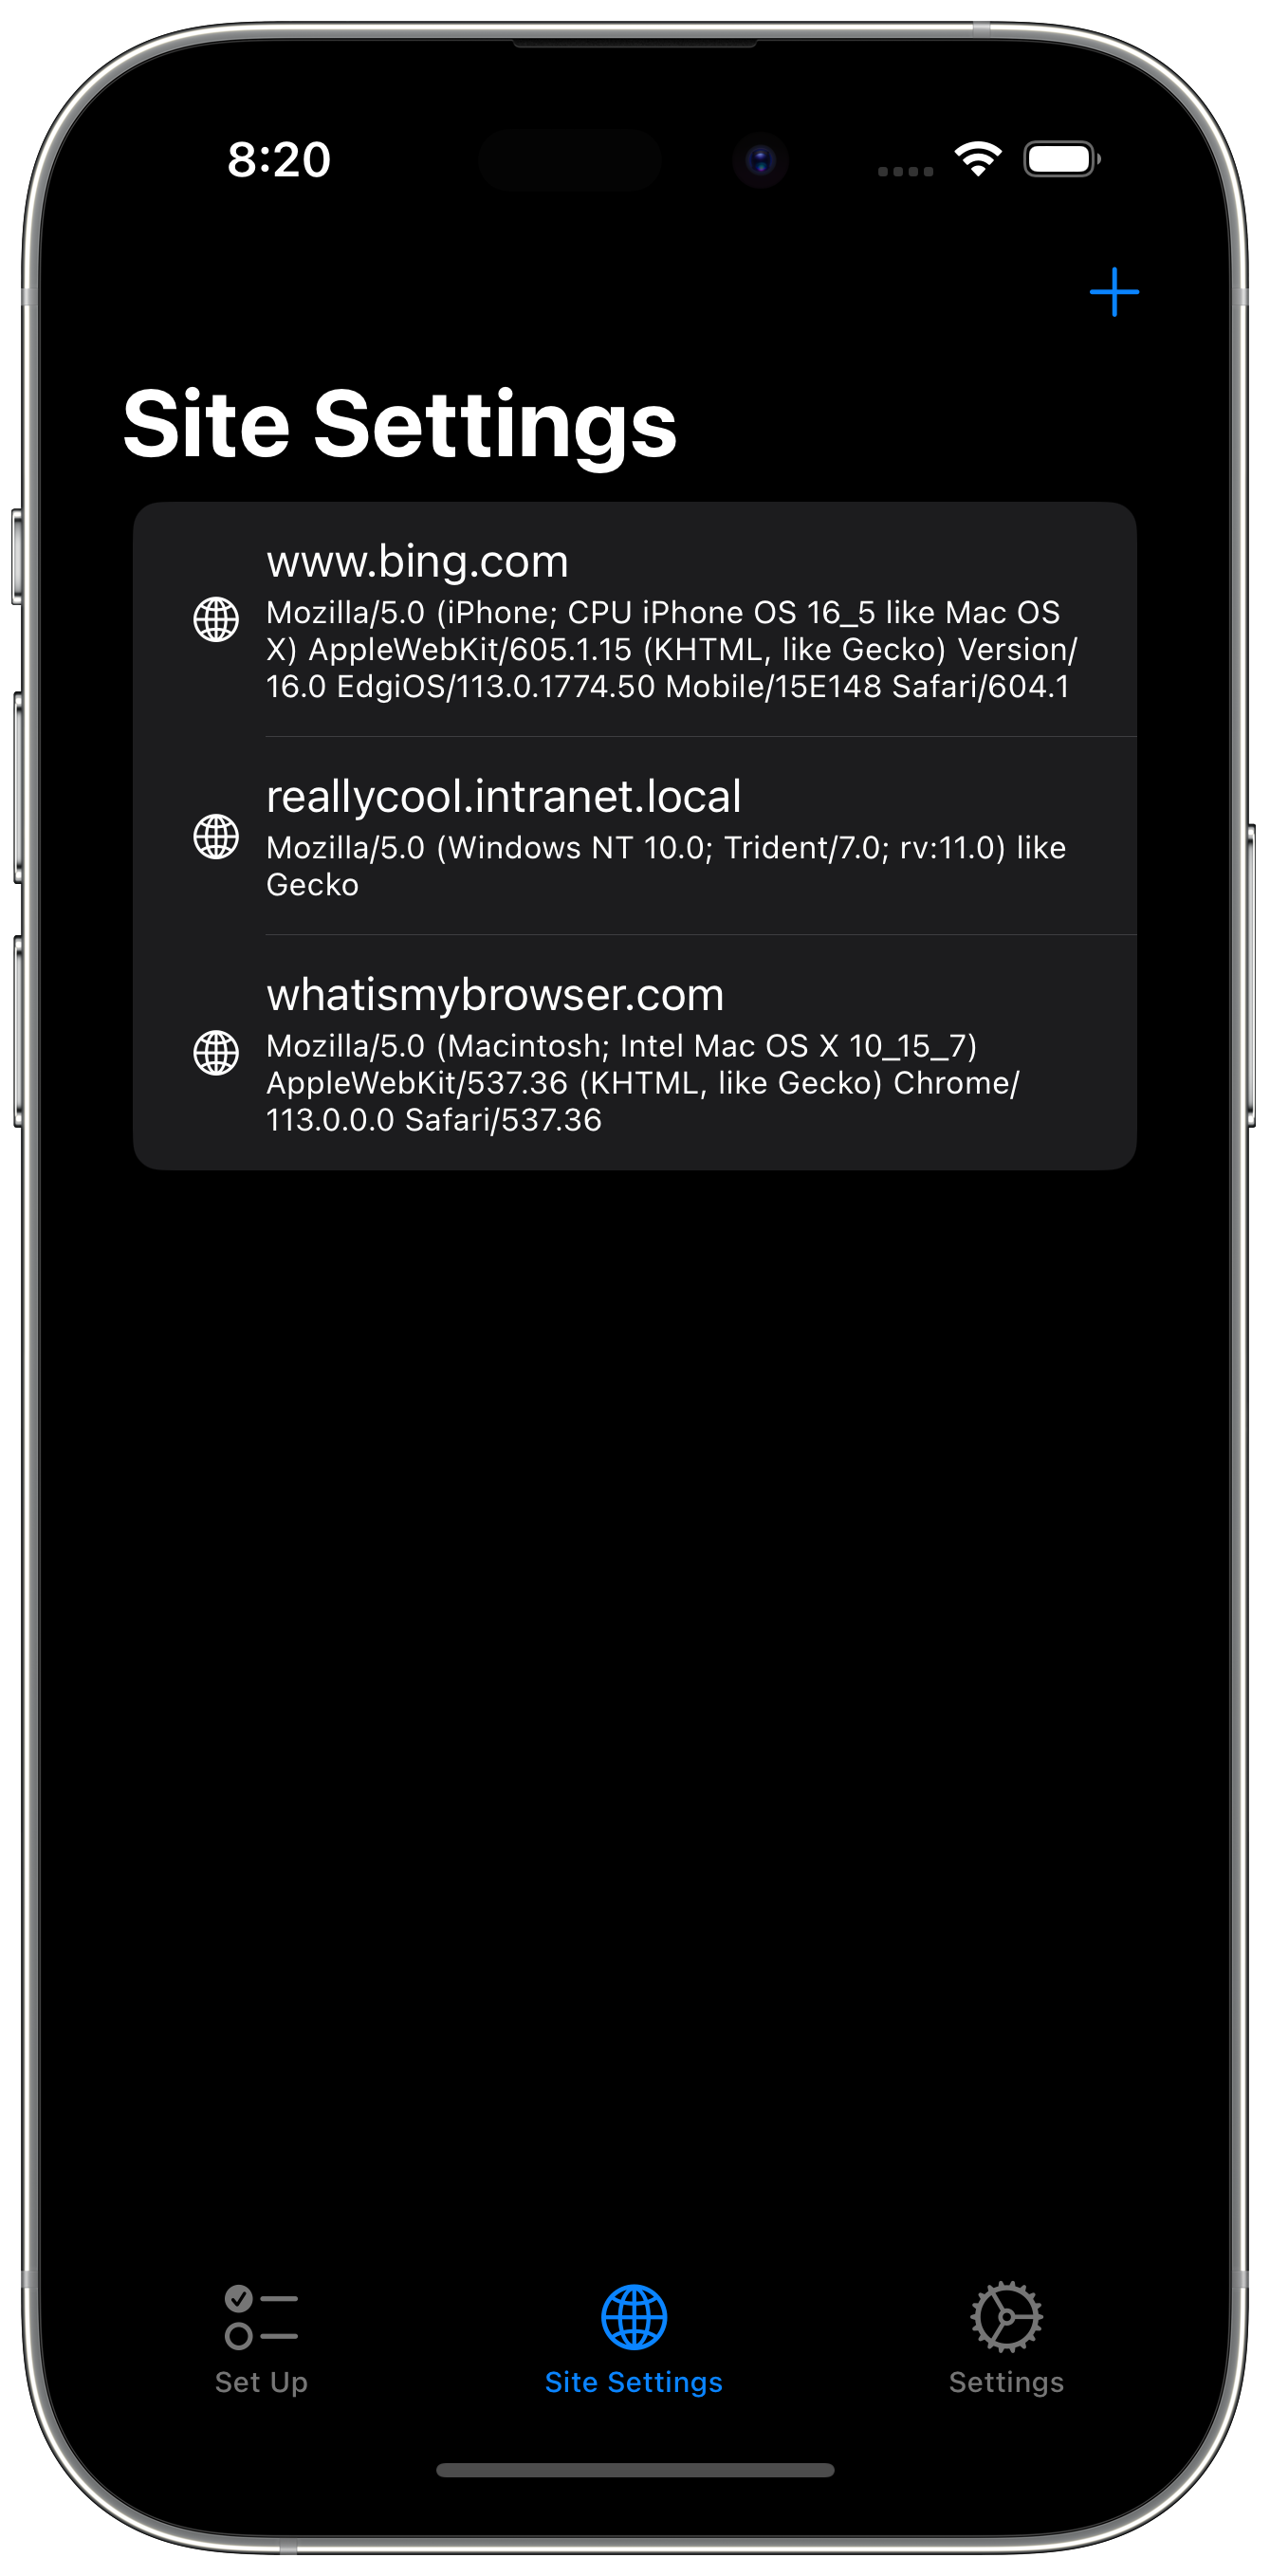 8:20
Site Settings
www.bing.com
Mozilla/5.0 (iPhone; CPU iPhone OS 16_5 like Mac OS
X) AppleWebKit/605.1.15 (KHTML, like Gecko) Version/
16.0 EdgiOS/113.0.1774.50 Mobile/15E148 Safari/604.1
reallycool.intranet.local
Mozilla/5.0 (Windows NT 10.0; Trident/7.0; rv:11.0) like
Gecko
whatismybrowser.com
Mozilla/5.0 (Macintosh; Intel Mac OS X 10_15_7)
AppleWebKit/537.36 (KHTML, like Gecko) Chrome/
113.0.0.0 Safari/537.36
Set Up
Site Settings
Settings